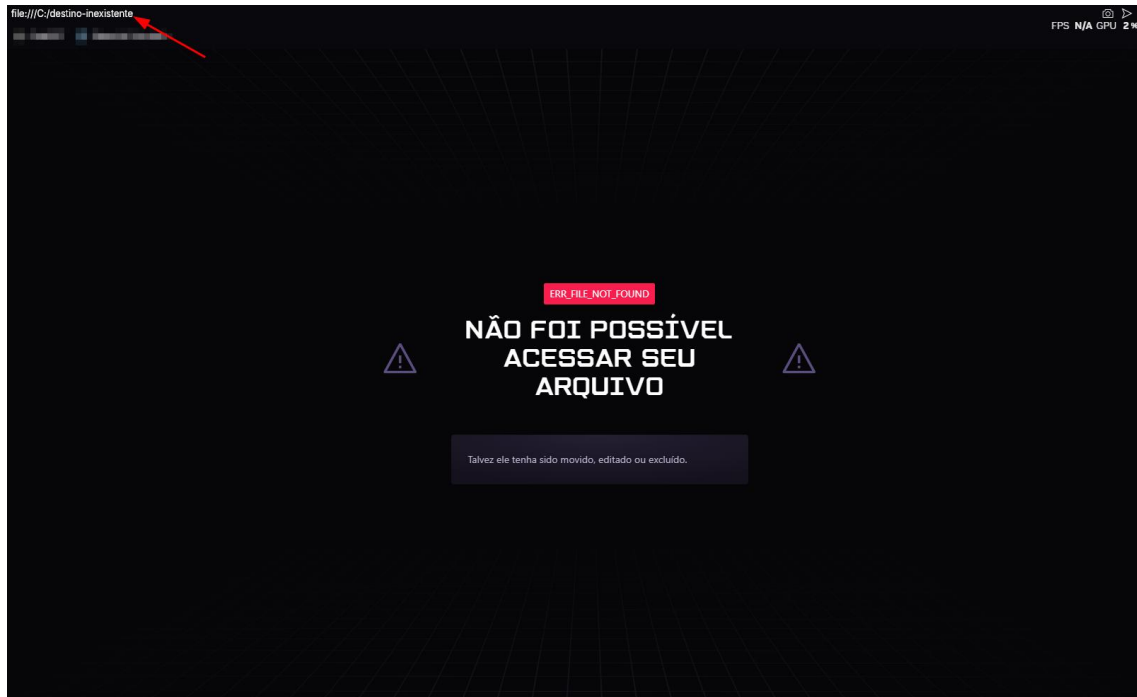 file:///C:/destino-inexistente
FPS N/A GPU 2%
ERR_FILE_NOT_FOUND
NÃO FOI POSSÍVEL
ACESSAR SEU
ARQUIVO
Talvez ele tenha sido movido, editado ou excluído.